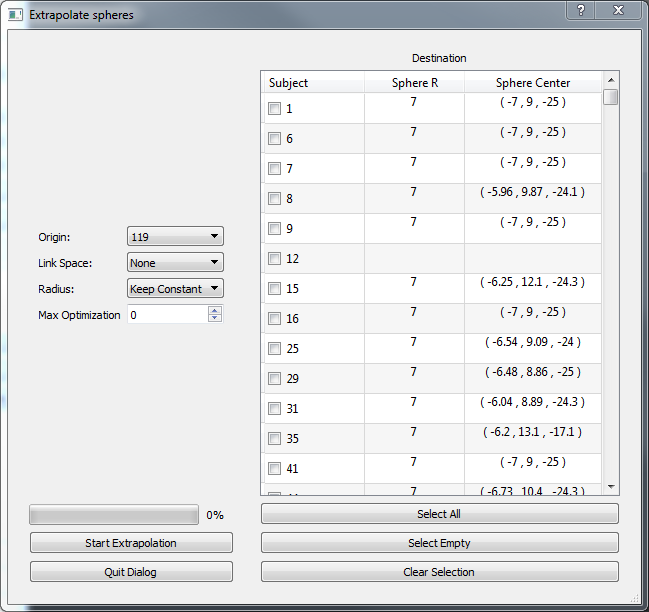 Extrapolate spheres
Destination
Subject Sphere R Sphere Center
1 7 ( -7 , 9 , -25 )
6 7 ( -7 , 9 , -25 )
7 7 ( -7 , 9 , -25 )
8 7 ( -5.96 , 9.87 , -24.1 )
9 7 ( -7 , 9 , -25 )
12
15 7 ( -6.25 , 12.1 , -24.3 )
16 7 ( -7 , 9 , -25 )
25 7 ( -6.54 , 9.09 , -24 )
29 7 ( -6.48 , 8.86 , -25 )
31 7 ( -6.04 , 8.89 , -24.3 )
35 7 ( -6.2 , 13.1 , -17.1 )
41 7 ( -7 , 9 , -25 )
7 ( -6.73 , 10.4 , -24.3 )
Origin: 119
Link Space: None
Radius: Keep Constant
Max Optimization 0
0%
Start Extrapolation
Quit Dialog
Select All
Select Empty
Clear Selection